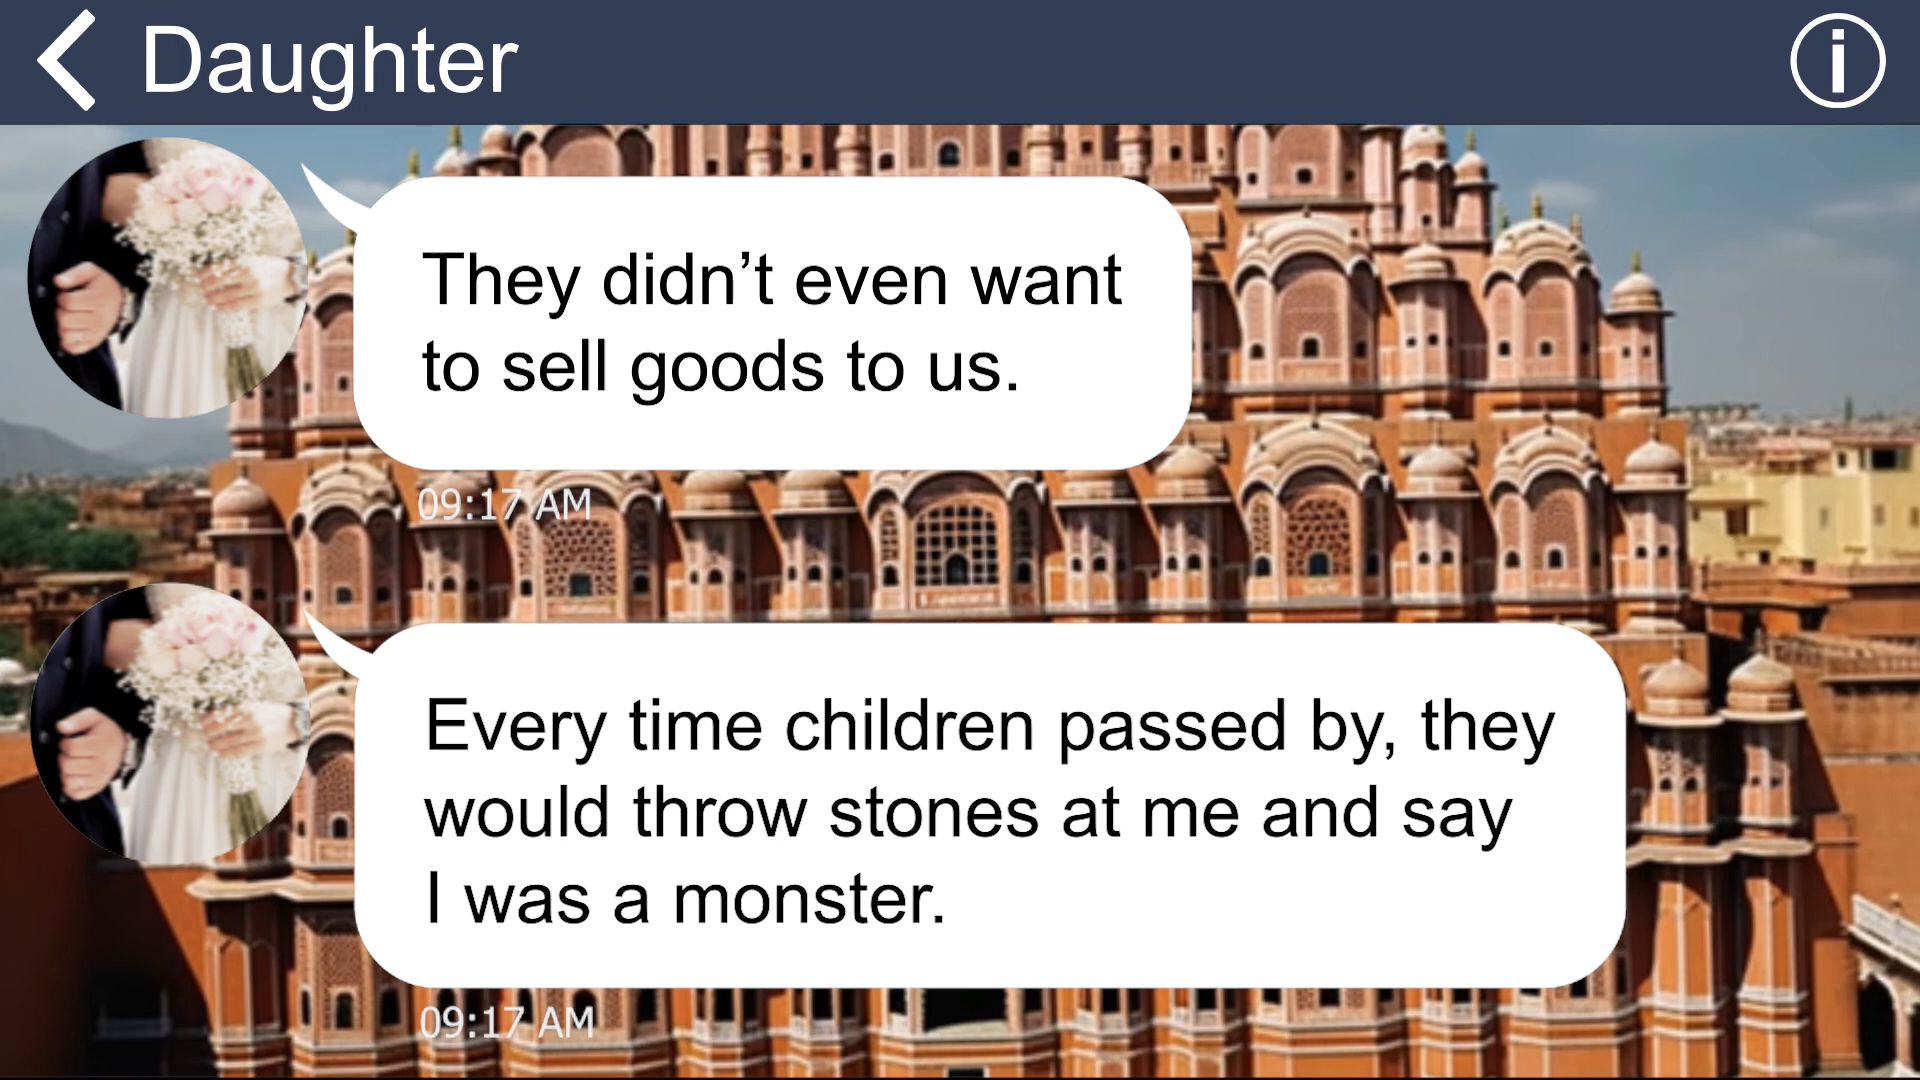 Daughter
They didn’t even want
to sell goods to us.
09:17 AM
Every time children passed by, they
would throw stones at me and say
I was a monster.
09:17 AM